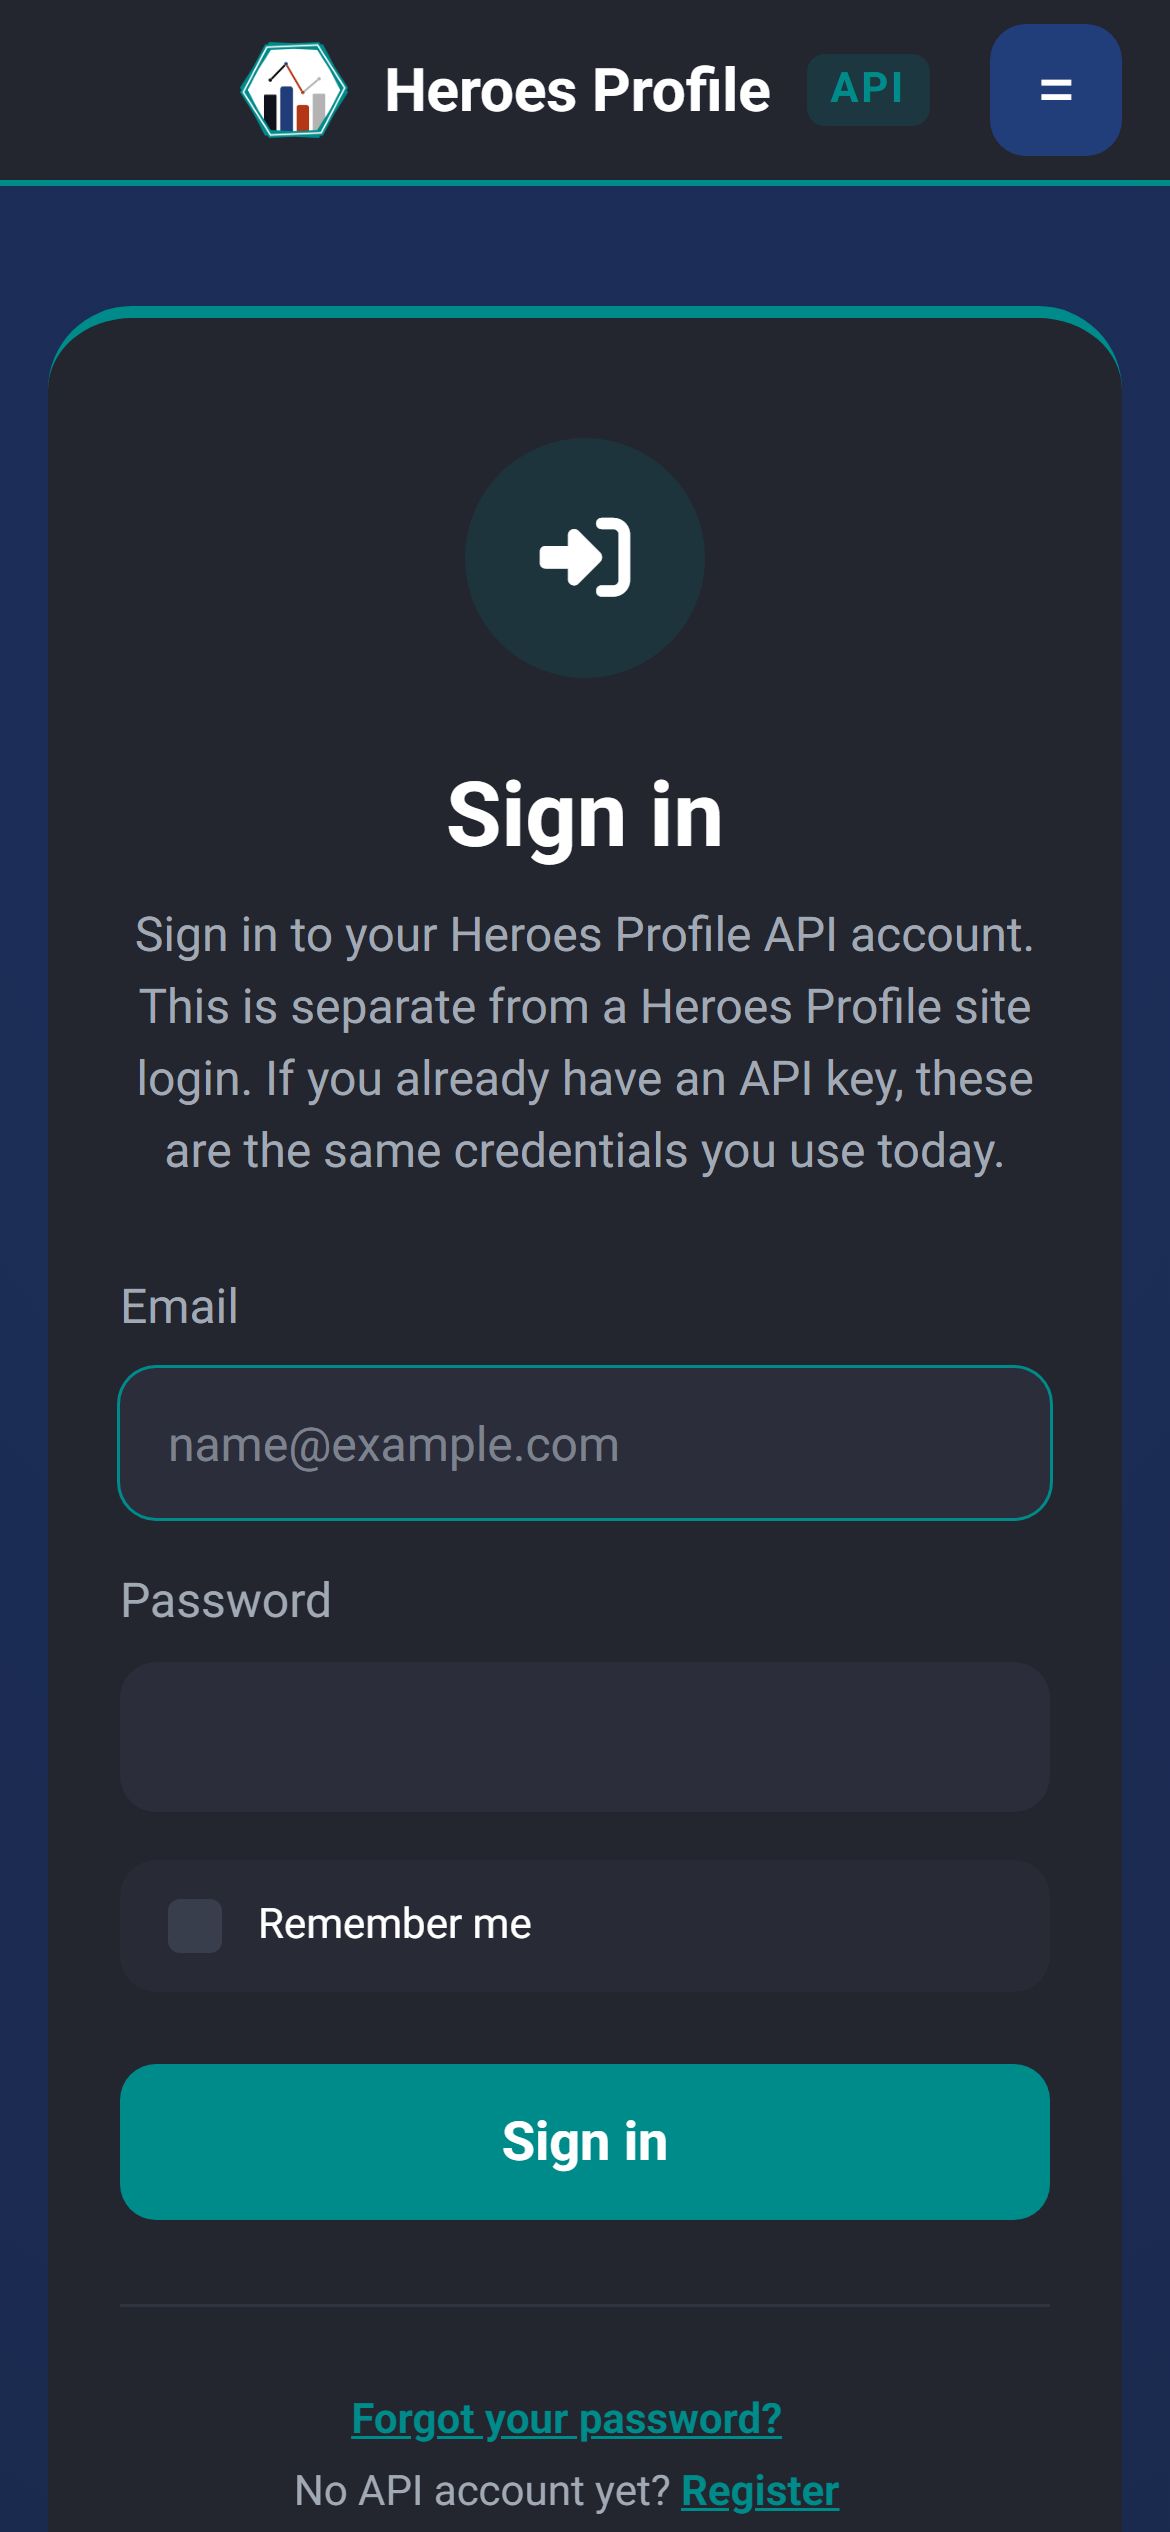 Heroes Profile API
Sign in
Sign in to your Heroes Profile API account.
This is separate from a Heroes Profile site
login. If you already have an API key, these
are the same credentials you use today.
Email
name@example.com
Password
Remember me
Sign in
Forgot your password?
No API account yet? Register